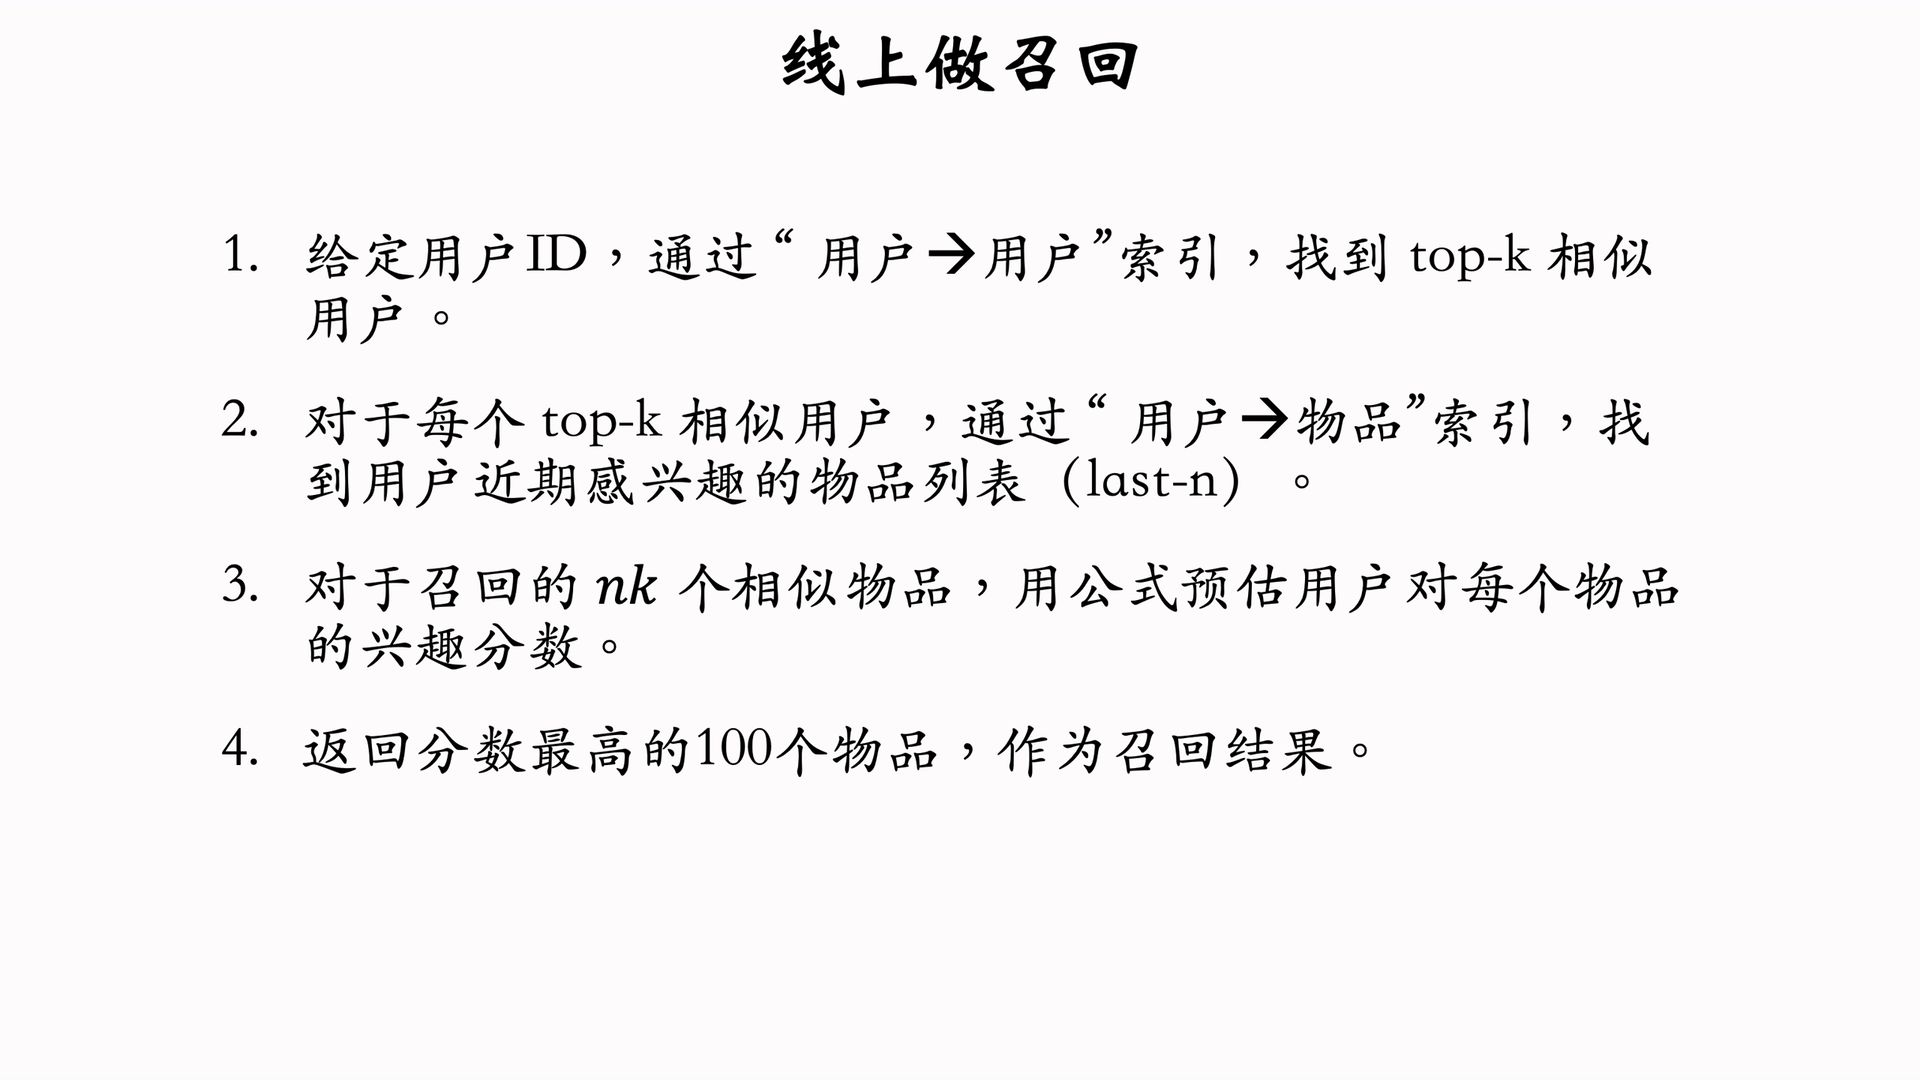 线上做召回
1. 给定用户ID，通过“用户→用户”索引，找到 top-k 相似
用户。
2. 对于每个 top-k 相似用户，通过“用户→物品”索引，找
到用户近期感兴趣的物品列表（last-n）。
3. 对于召回的 nk 个相似物品，用公式预估用户对每个物品
的兴趣分数。
4. 返回分数最高的100个物品，作为召回结果。